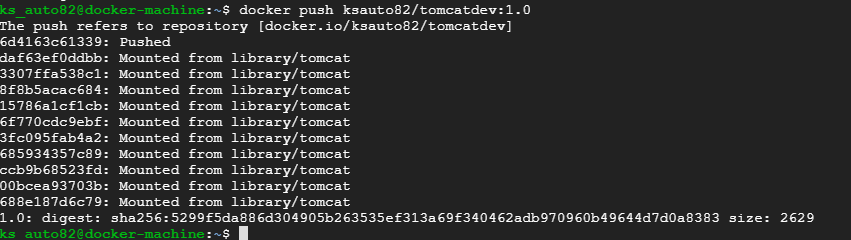 ks_auto82@docker-machine:~$ docker push ksauto82/tomcatdev:1.0
The push refers to repository [docker.io/ksauto82/tomcatdev]
6d4163c61339: Pushed
daf63ef0ddbb: Mounted from library/tomcat
3307ffa538c1: Mounted from library/tomcat
8f8b5acac684: Mounted from library/tomcat
15786a1cf1cb: Mounted from library/tomcat
6f770cdc9ebf: Mounted from library/tomcat
3fc095fab4a2: Mounted from library/tomcat
685934357c89: Mounted from library/tomcat
ccb9b68523fd: Mounted from library/tomcat
00bcea93703b: Mounted from library/tomcat
688e187d6c79: Mounted from library/tomcat
1.0: digest: sha256:5299f5da886d304905b263535ef313a69f340462adb970960b49644d7d0a8383 size: 2629
ks_auto82@docker-machine:~$